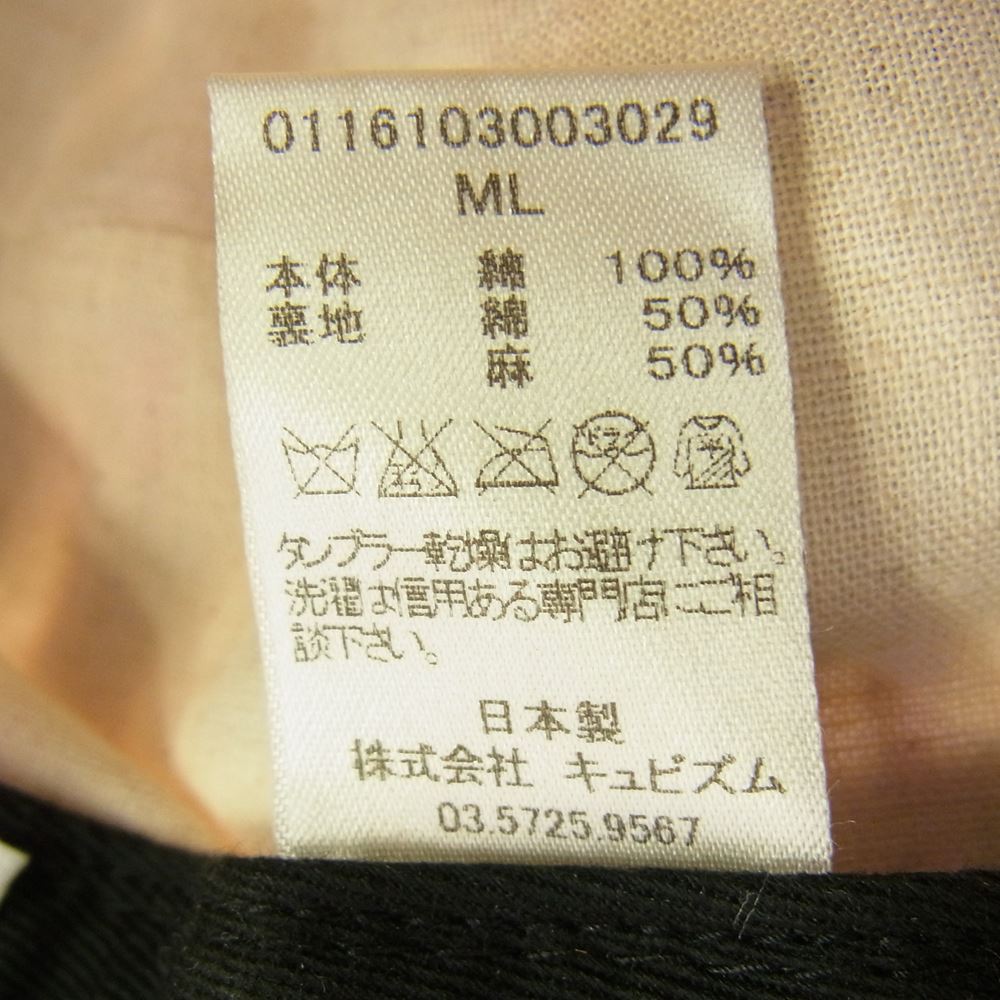 0116103003029
ML
本体 綿 100%
裏地 綿 50%
麻 50%
タンブラー乾燥はお避け下さい。
洗濯は信用ある専門店にご相
談下さい。
日本製
株式会社 キュビズム
03.5725.9567